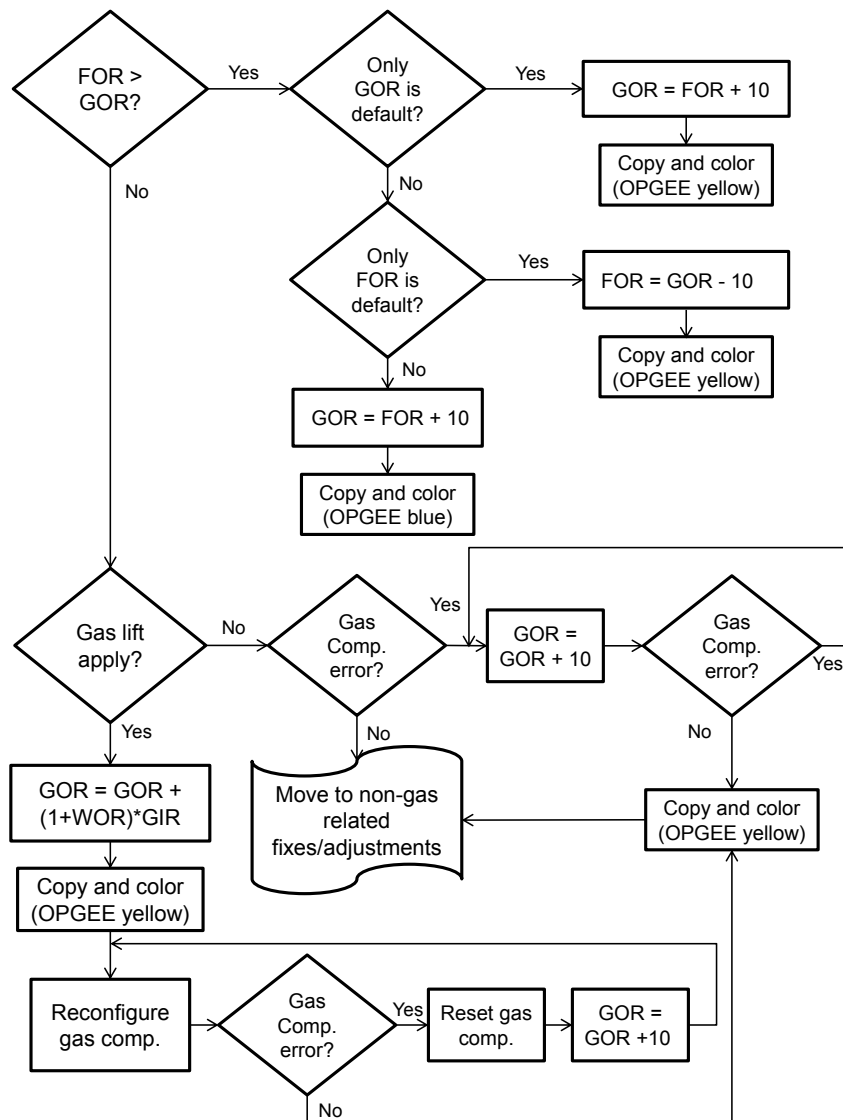 FOR >
GOR?
Yes
Only
GOR is
default?
Yes
GOR = FOR + 10
Copy and color
(OPGEE yellow)
No
No
Only
FOR is
default?
Yes
FOR = GOR - 10
Copy and color
(OPGEE yellow)
No
GOR = FOR + 10
Copy and color
(OPGEE blue)
Gas lift
apply?
No
Gas
Comp.
error?
Yes
GOR =
GOR + 10
Gas
Comp.
error?
Yes
Yes
No
No
GOR = GOR +
(1+WOR)*GIR
Move to non-gas
related
fixes/adjustments
Copy and color
(OPGEE yellow)
Copy and color
(OPGEE yellow)
Reconfigure
gas comp.
Gas
Comp.
error?
Yes
Reset gas
comp.
GOR =
GOR +10
No